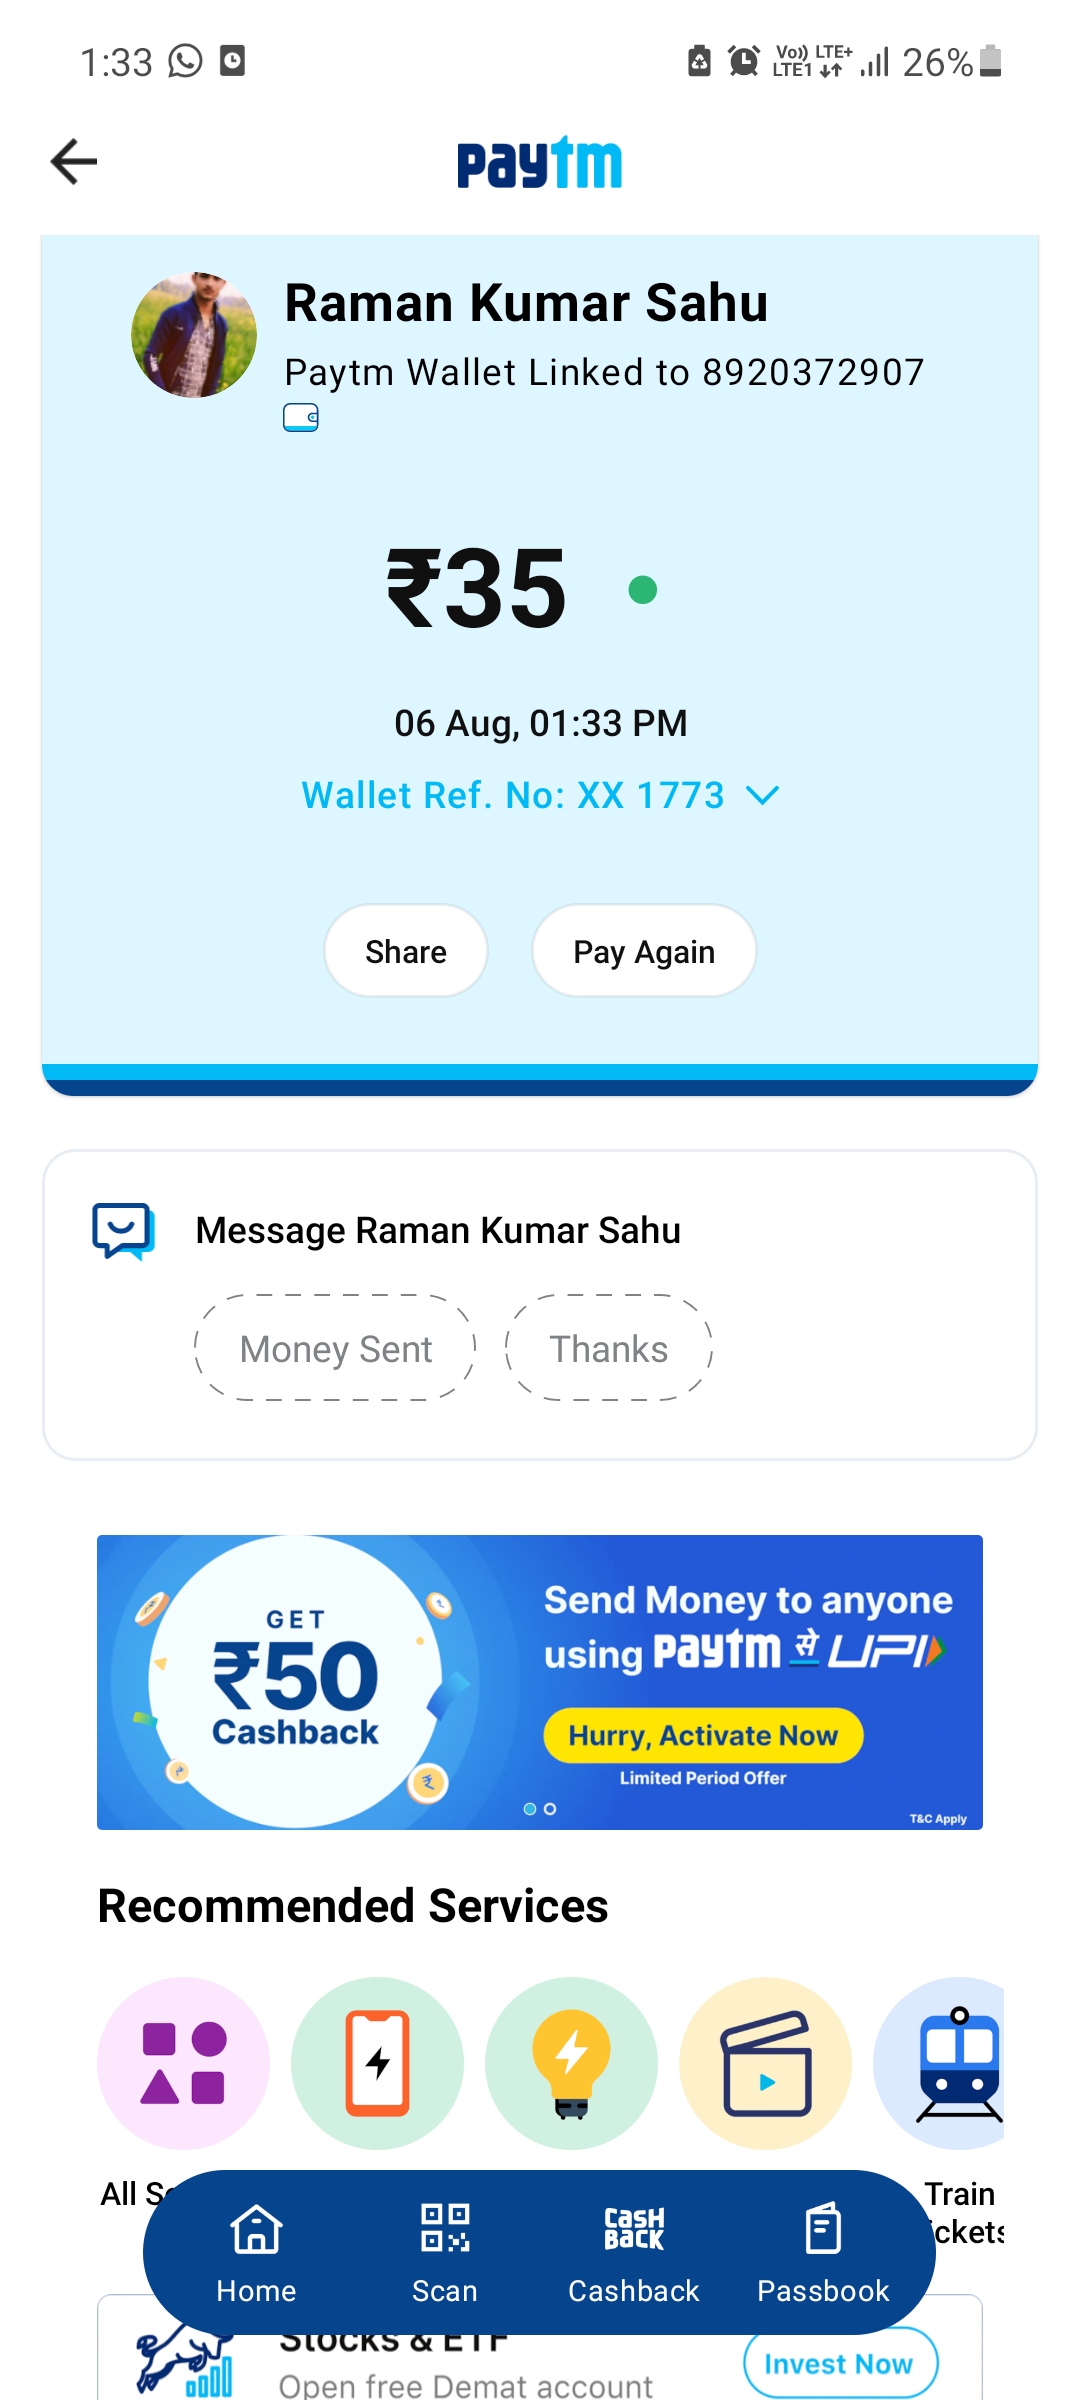 1:33
Vo)) LTE+
LTE1
26%
paytm
Raman Kumar Sahu
Paytm Wallet Linked to 8920372907
₹35
06 Aug, 01:33 PM
Wallet Ref. No: XX 1773
Share
Pay Again
Message Raman Kumar Sahu
Money Sent
Thanks
GET
₹50
Cashback
Send Money to anyone
using paytm से UPI
Hurry, Activate Now
Limited Period Offer
T&C Apply
Recommended Services
All
Train
Home
Scan
CASH BACK
Cashback
Passbook
Stocks & ETF
Open free Demat account
Invest Now